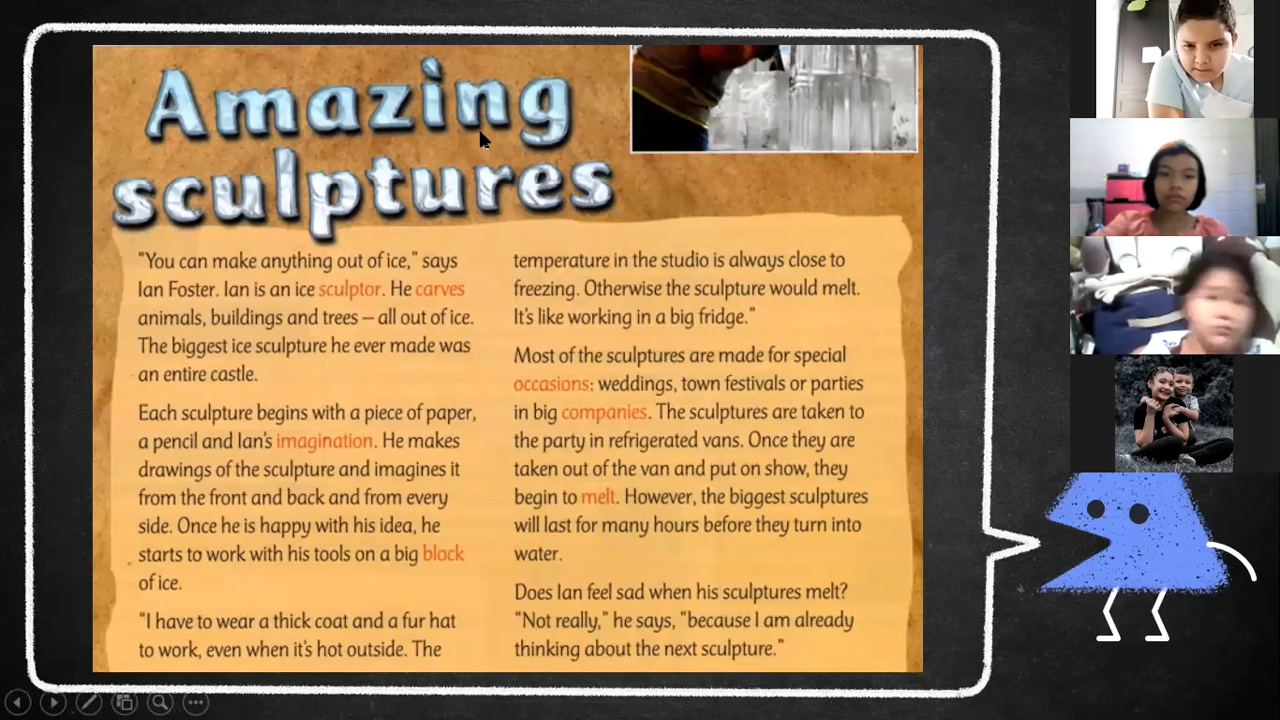 Amazing
sculptures
“You can make anything out of ice,” says
Ian Foster. Ian is an ice sculptor. He carves
animals, buildings and trees – all out of ice.
The biggest ice sculpture he ever made was
an entire castle.
Each sculpture begins with a piece of paper,
a pencil and Ian’s imagination. He makes
drawings of the sculpture and imagines it
from the front and back and from every
side. Once he is happy with his idea, he
starts to work with his tools on a big block
of ice.
“I have to wear a thick coat and a fur hat
to work, even when it’s hot outside. The
temperature in the studio is always close to
freezing. Otherwise the sculpture would melt.
It’s like working in a big fridge.”
Most of the sculptures are made for special
occasions: weddings, town festivals or parties
in big companies. The sculptures are taken to
the party in refrigerated vans. Once they are
taken out of the van and put on show, they
begin to melt. However, the biggest sculptures
will last for many hours before they turn into
water.
Does Ian feel sad when his sculptures melt?
“Not really,” he says, “because I am already
thinking about the next sculpture.”